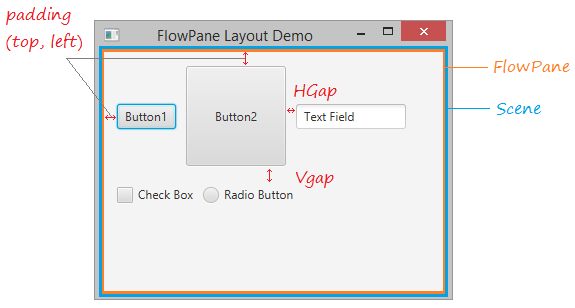 padding
(top, left)
FlowPane Layout Demo
FlowPane
HGap
Scene
Button1
Button2
Text Field
Vgap
Check Box
Radio Button